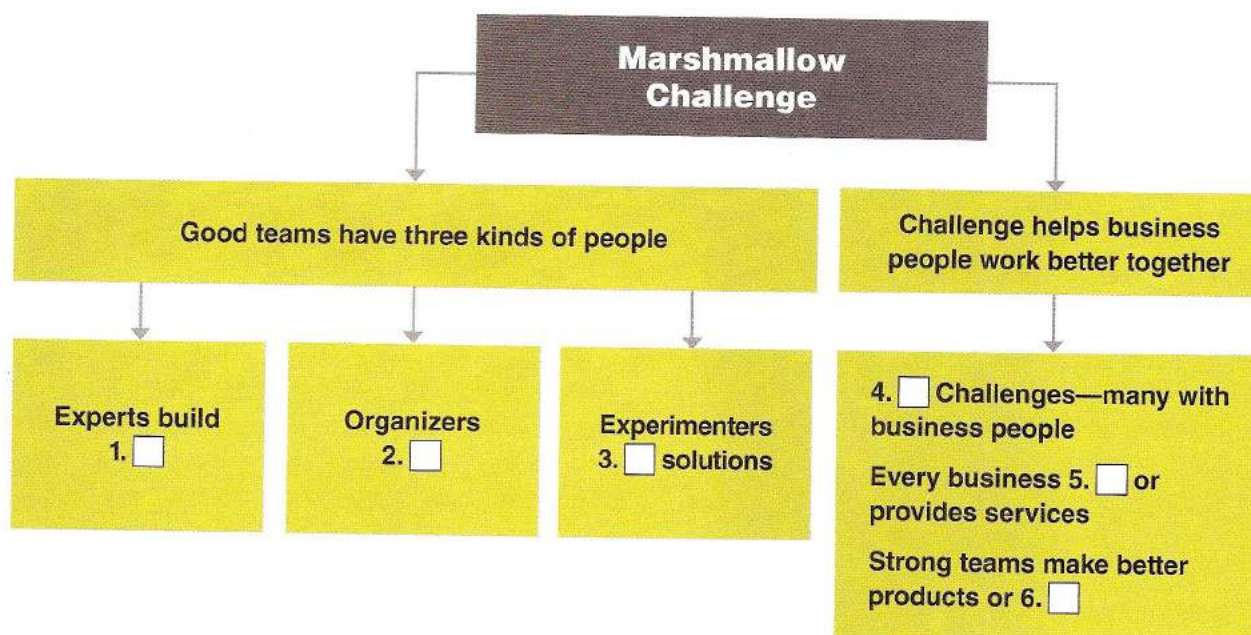 Marshmallow
Challenge
Good teams have three kinds of people
Challenge helps business
people work better together
Experts build
1.
Organizers
2.
Experimenters
3. solutions
4. Challenges—many with
business people
Every business 5. or
provides services
Strong teams make better
products or 6.